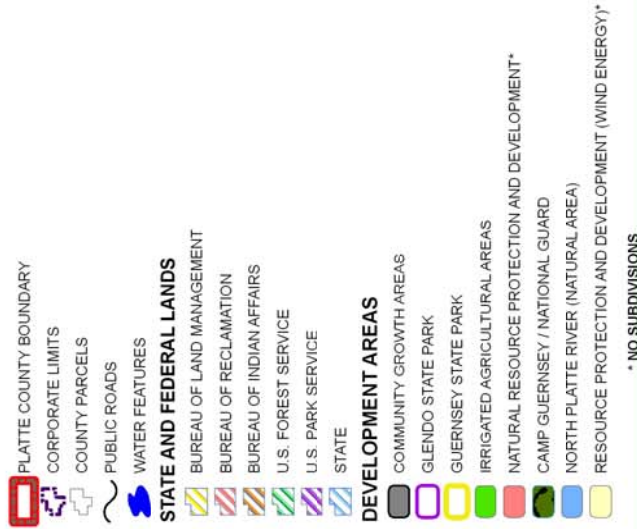 PLATTE COUNTY BOUNDARY
CORPORATE LIMITS
COUNTY PARCELS
PUBLIC ROADS
WATER FEATURES
STATE AND FEDERAL LANDS
BUREAU OF LAND MANAGEMENT
BUREAU OF RECLAMATION
BUREAU OF INDIAN AFFAIRS
U.S. FOREST SERVICE
U.S. PARK SERVICE
STATE
DEVELOPMENT AREAS
COMMUNITY GROWTH AREAS
GLENDO STATE PARK
GUERNSEY STATE PARK
IRRIGATED AGRICULTURAL AREAS
NATURAL RESOURCE PROTECTION AND DEVELOPMENT*
CAMP GUERNSEY / NATIONAL GUARD
NORTH PLATTE RIVER (NATURAL AREA)
RESOURCE PROTECTION AND DEVELOPMENT (WIND ENERGY)*
* NO SUBDIVISIONS